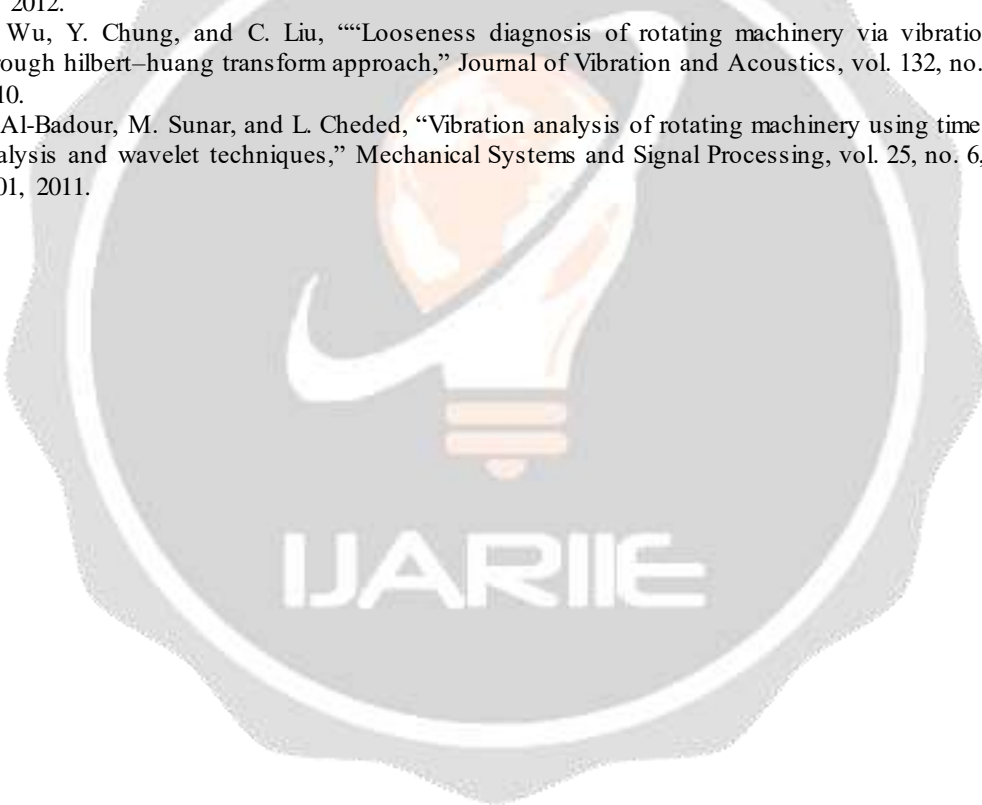 2012.
Wu, Y. Chung, and C. Liu, ““Looseness diagnosis of rotating machinery via vibratio
rough hilbert–huang transform approach,” Journal of Vibration and Acoustics, vol. 132, no.
10.
Al-Badour, M. Sunar, and L. Cheded, “Vibration analysis of rotating machinery using time
alysis and wavelet techniques,” Mechanical Systems and Signal Processing, vol. 25, no. 6,
01, 2011.
IJARIIE